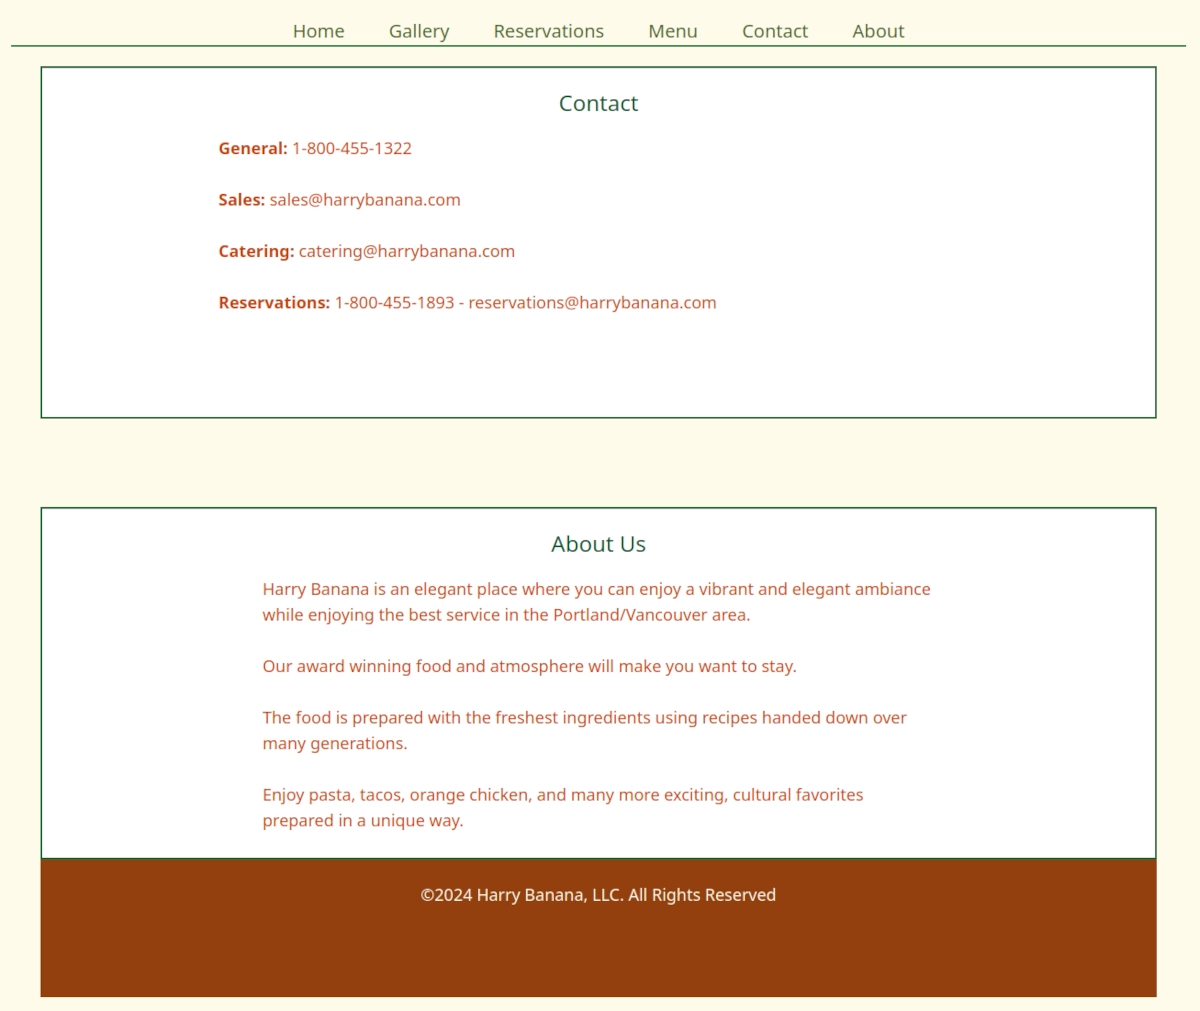 Home Gallery Reservations Menu Contact About
Contact
General: 1-800-455-1322
Sales: sales@harrybanana.com
Catering: catering@harrybanana.com
Reservations: 1-800-455-1893 - reservations@harrybanana.com
About Us
Harry Banana is an elegant place where you can enjoy a vibrant and elegant ambiance
while enjoying the best service in the Portland/Vancouver area.
Our award winning food and atmosphere will make you want to stay.
The food is prepared with the freshest ingredients using recipes handed down over
many generations.
Enjoy pasta, tacos, orange chicken, and many more exciting, cultural favorites
prepared in a unique way.
©2024 Harry Banana, LLC. All Rights Reserved